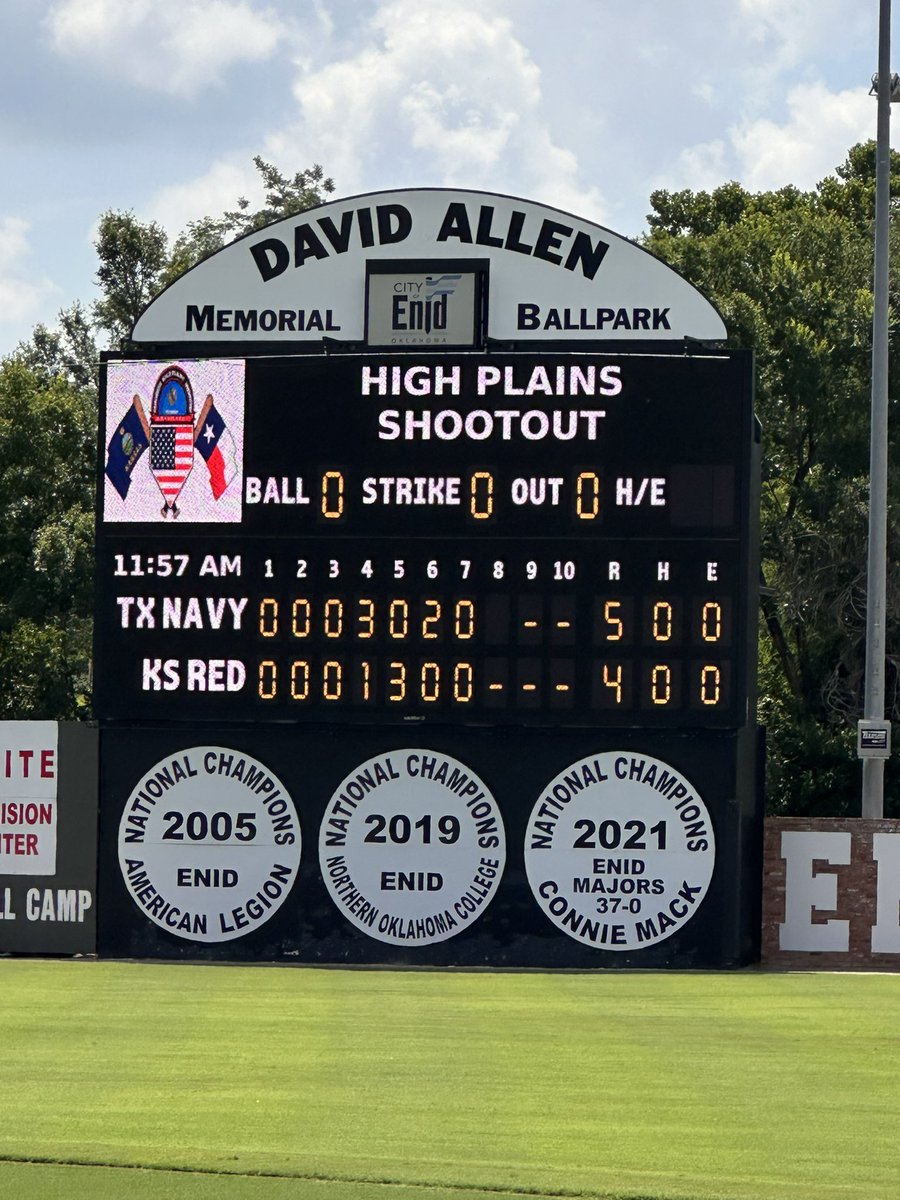 DAVID ALLEN
MEMORIAL
CITY OF
Enid
OKLAHOMA
BALLPARK
HIGH PLAINS
SHOOTOUT
BALL 0 STRIKE 0 OUT 0 H/E
11:57 AM 1 2 3 4 5 6 7 8 9 10 R H E
TX NAVY 0 0 0 3 0 2 0 - - 5 0 0
KS RED 0 0 0 1 3 0 0 - - - 4 0 0
NATIONAL CHAMPIONS
2005
ENID
AMERICAN LEGION
NATIONAL CHAMPIONS
2019
ENID
NORTHERN OKLAHOMA COLLEGE
NATIONAL CHAMPIONS
2021
ENID
MAJORS
37-0
CONNIE MACK
ITE
ISION
TER
L CAMP
E